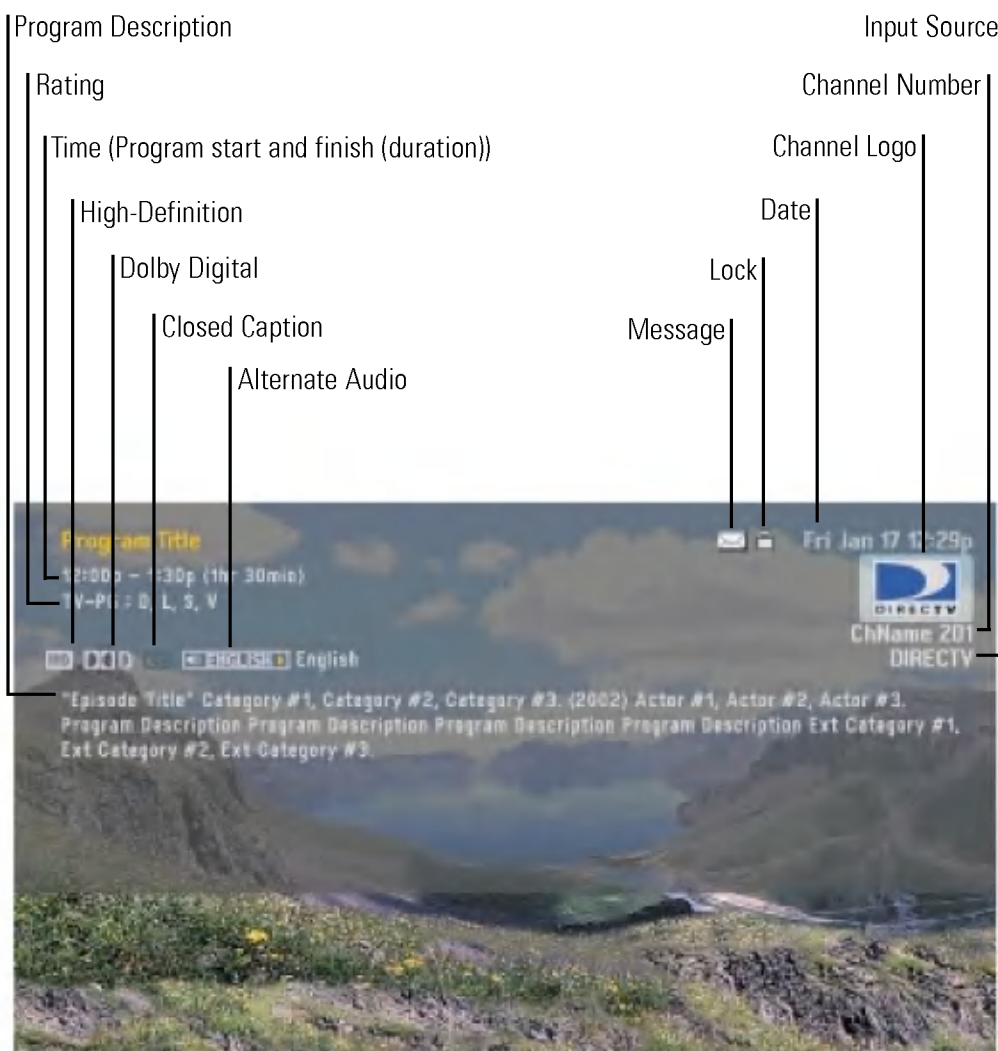 Program Description
Input Source
Rating
Channel Number
Time (Program start and finish (duration))
Channel Logo
High-Definition
Date
Dolby Digital
Lock
Closed Caption
Message
Alternate Audio
Program Title
Fri Jan 17 12:29p
12:00p - 1:30p (1hr 30min)
TV-PG : D, L, S, V
DIRECTV
ChName 201
HD D ENGLISH English
DIRECTV
"Episode Title" Category #1, Category #2, Category #3. (2002) Actor #1, Actor #2, Actor #3.
Program Description Program Description Program Description Program Description Ext Category #1,
Ext Category #2, Ext Category #3.